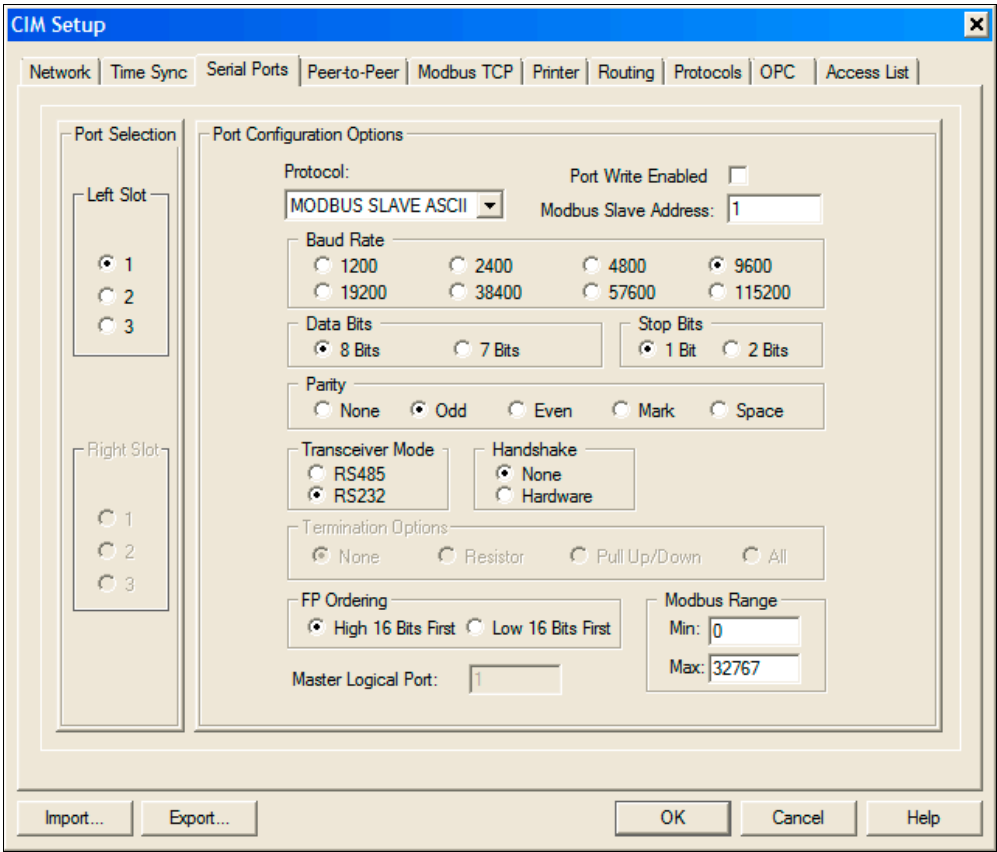 CIM Setup
Network Time Sync Serial Ports Peer-to-Peer Modbus TCP Printer Routing Protocols OPC Access List
Port Selection
Left Slot
1
2
3
Right Slot
1
2
3
Port Configuration Options
Protocol:
MODBUS SLAVE ASCII
Port Write Enabled
Modbus Slave Address: 1
Baud Rate
1200 2400 4800 9600
19200 38400 57600 115200
Data Bits
8 Bits 7 Bits
Stop Bits
1 Bit 2 Bits
Parity
None Odd Even Mark Space
Transceiver Mode
RS485
RS232
Handshake
None
Hardware
Termination Options
None Resistor Pull Up/Down All
FP Ordering
High 16 Bits First Low 16 Bits First
Modbus Range
Min: 0
Max: 32767
Master Logical Port: 1
Import... Export... OK Cancel Help